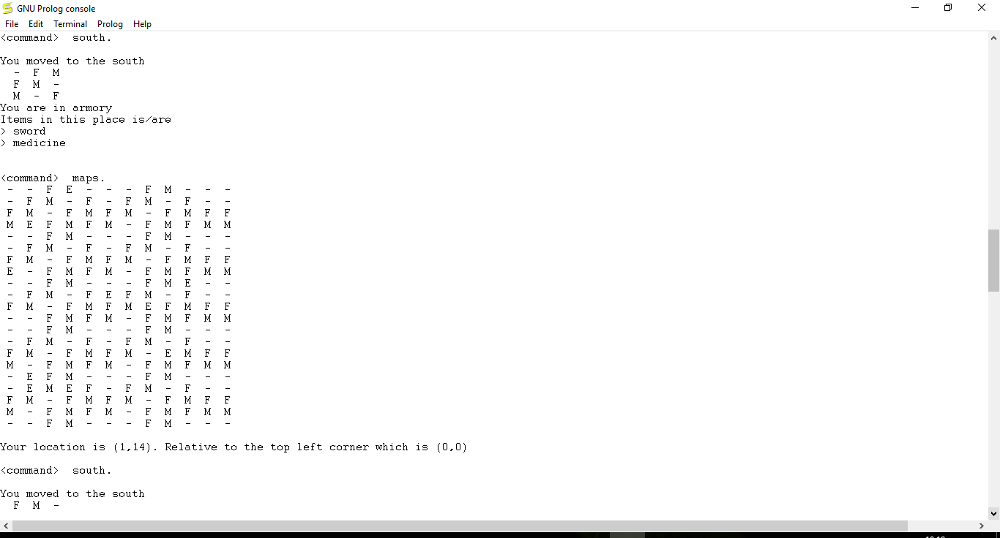 GNU Prolog console
File Edit Terminal Prolog Help
<command>  south.
You moved to the south
- F M
F M -
M - F
You are in armory
Items in this place is/are
> sword
> medicine
<command>  maps.
- - F E - - - F M - - -
- F M - F - F M - F - -
F M - F M F M - F M F F
M E F M F M - F M F M M
- - F M - - - F M - - -
- F M - F - F M - F - -
F M - F M F M - F M F F
E - F M F M - F M F M M
- - F M - - - F M E - -
- F M - F E F M - F - -
F M - F M F M E F M F F
- - F M F M - F M F M M
- - F M - - - F M - - -
- F M - F - F M - F - -
F M - F M F M - E M F F
M - F M F M - F M F M M
- E F M - - - F M - - -
- E M E F - F M - F - -
F M - F M F M - F M F F
M - F M F M - F M F M M
- - F M - - - F M - - -
Your location is (1,14). Relative to the top left corner which is (0,0)
<command>  south.
You moved to the south
F M -